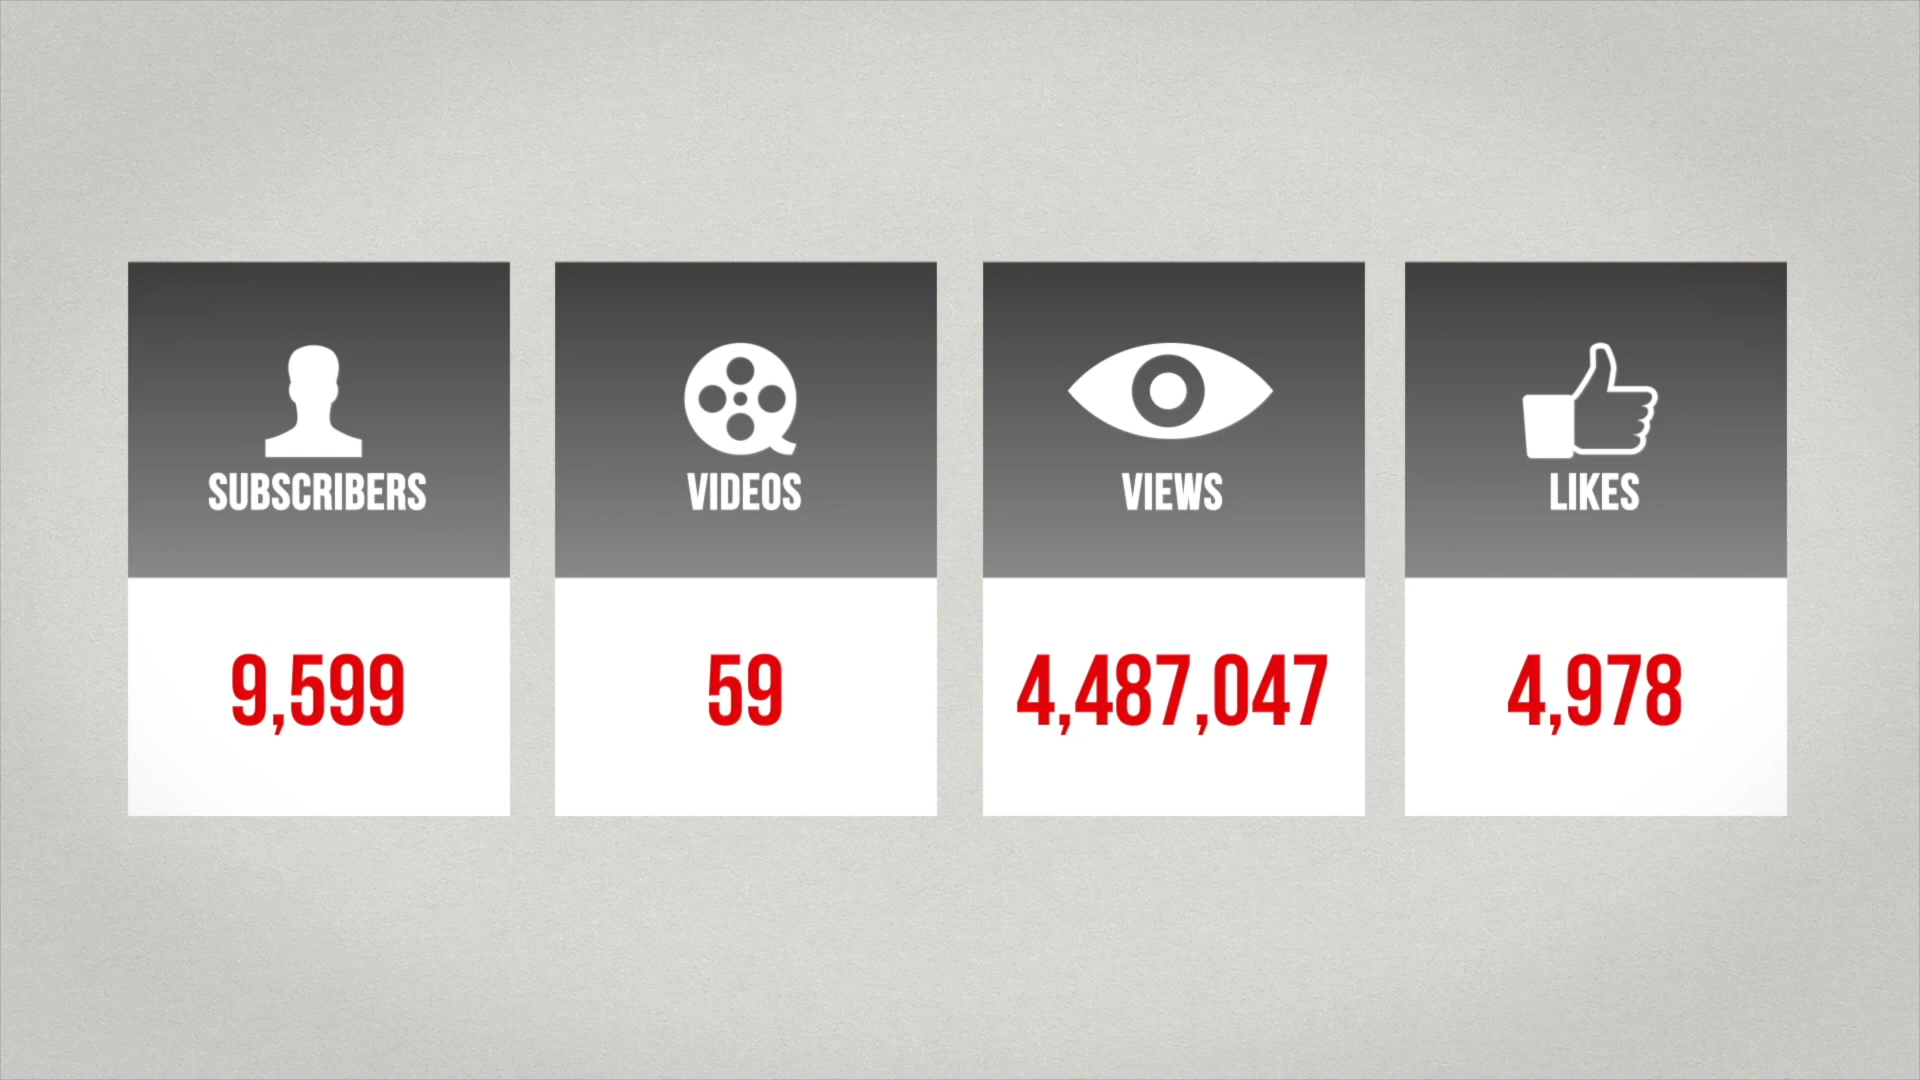 SUBSCRIBERS
9,599
VIDEOS
59
VIEWS
4,487,047
LIKES
4,978